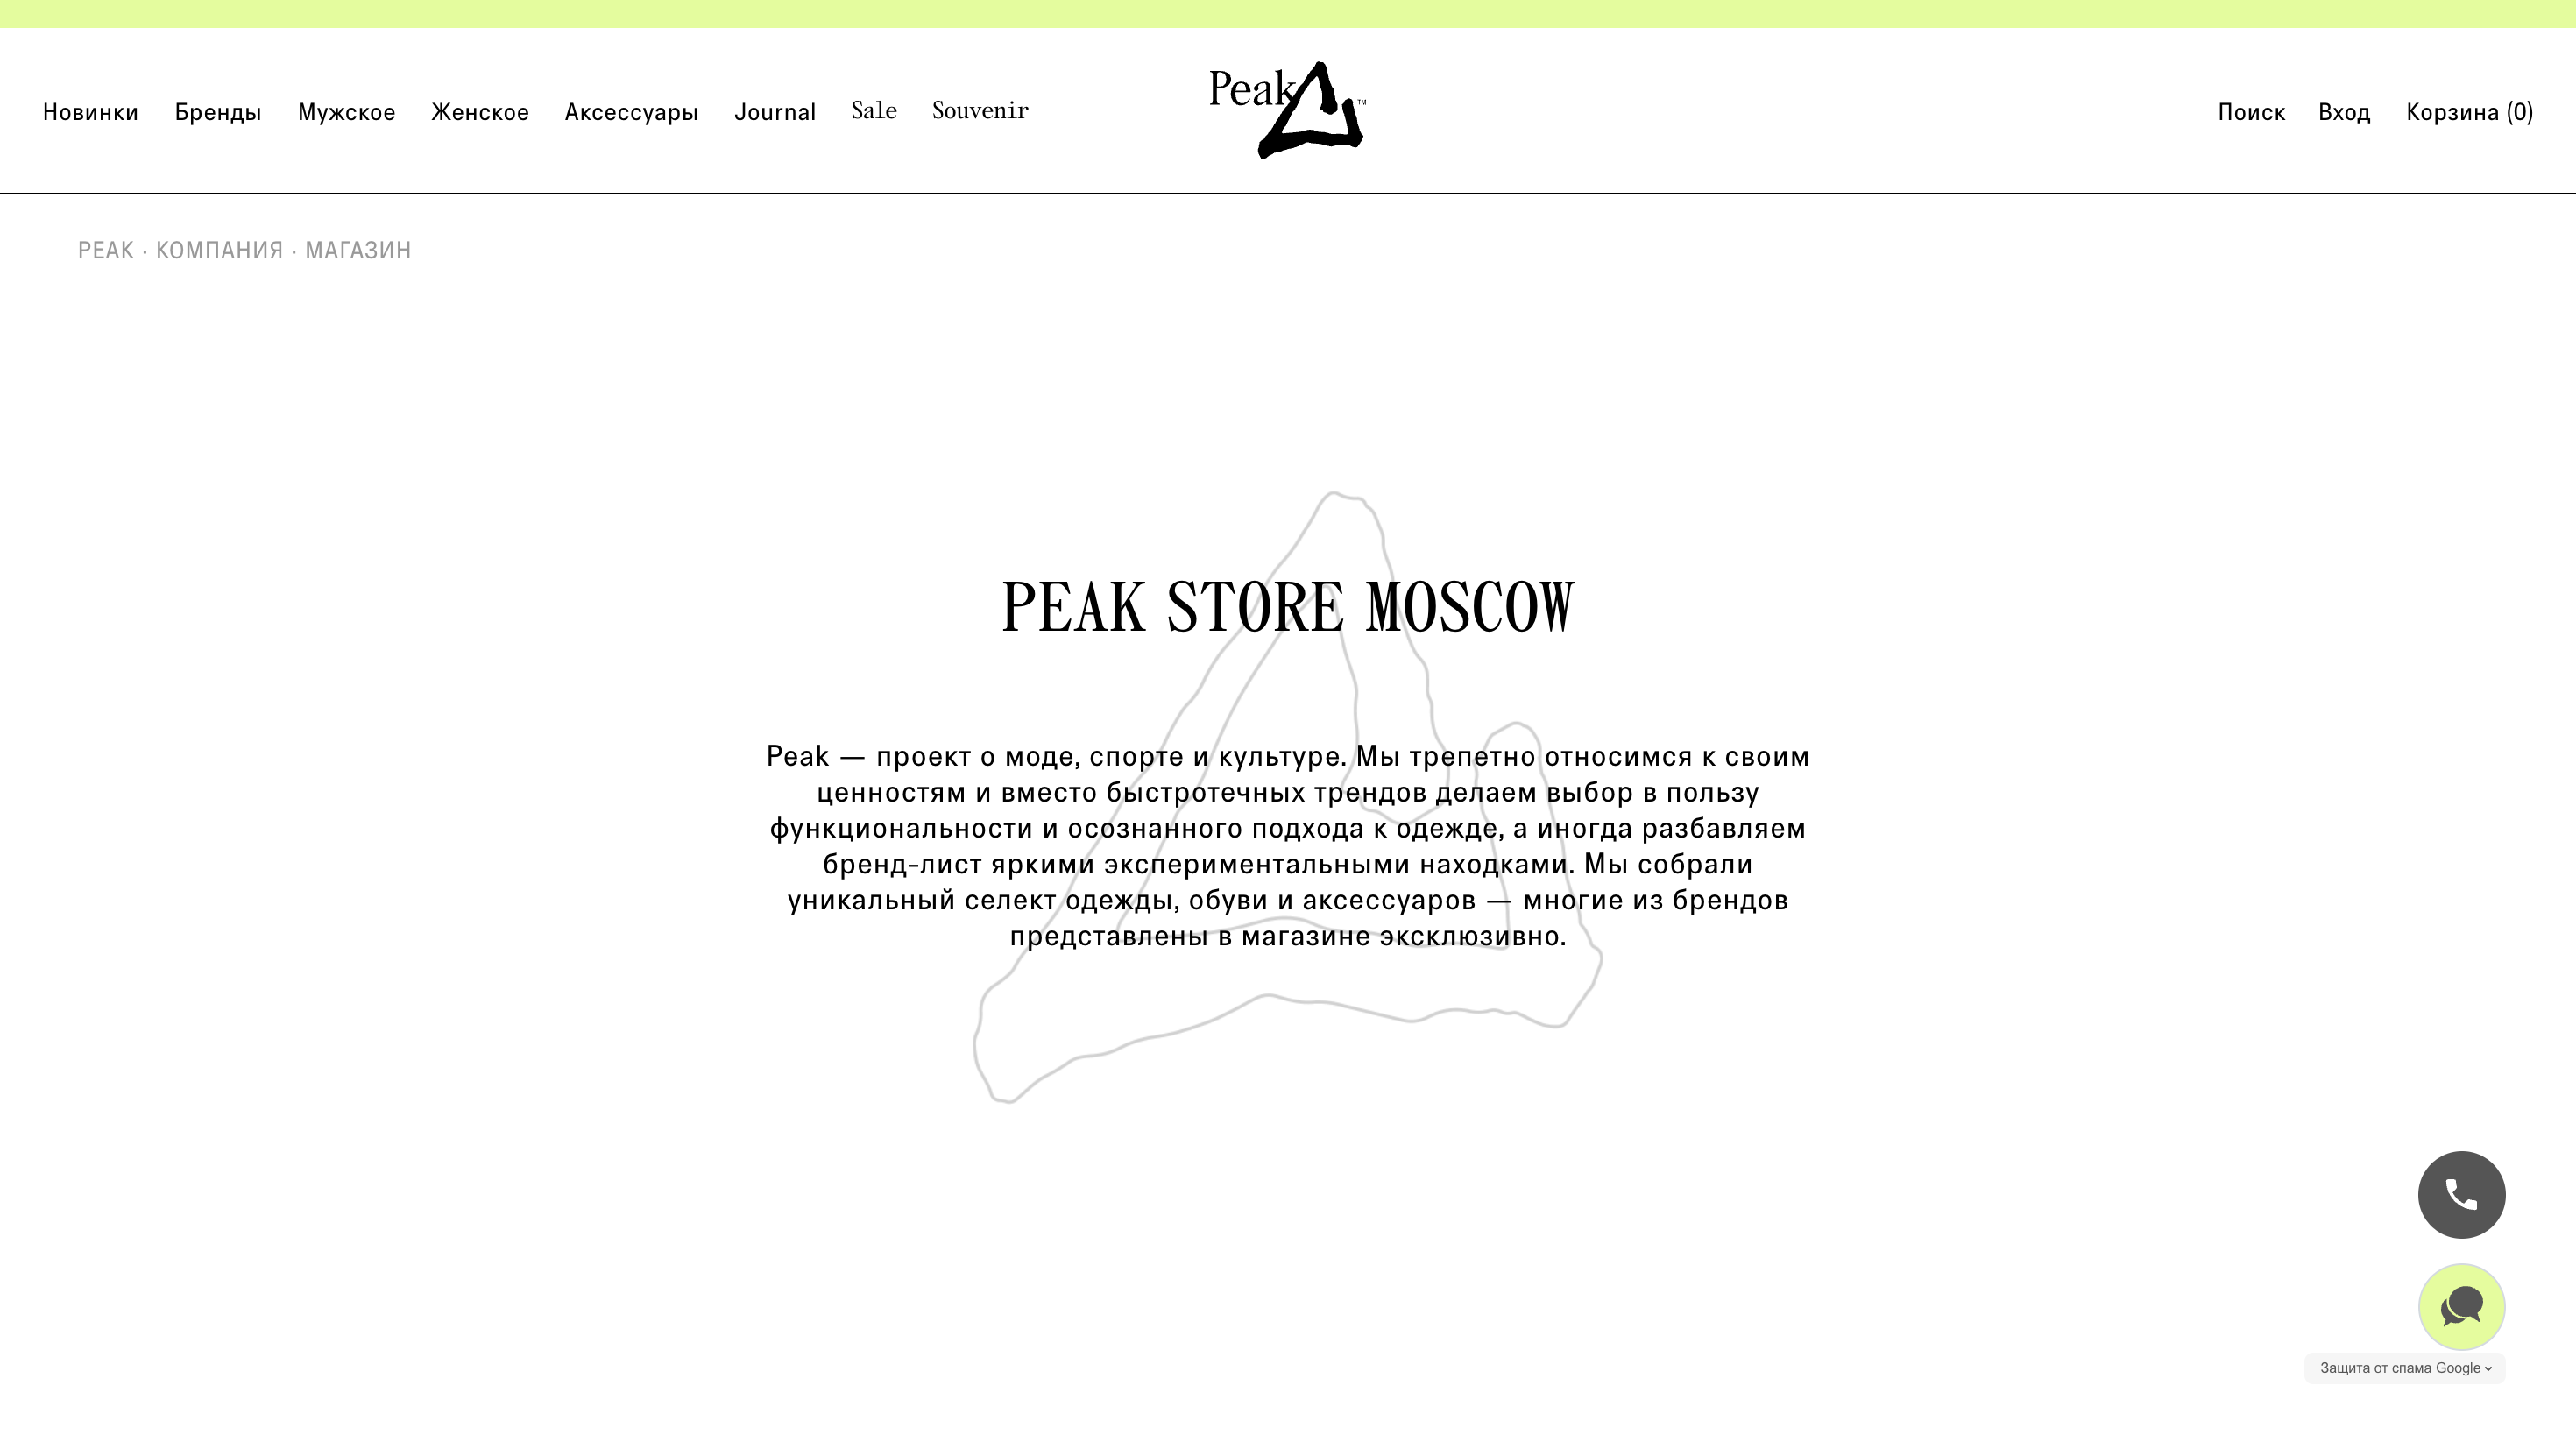 Новинки Бренды Мужское Женское Аксессуары Journal Sale Souvenir
Peak ™
Поиск Вход Корзина (0)
PEAK · КОМПАНИЯ · МАГАЗИН
PEAK STORE MOSCOW
Peak — проект о моде, спорте и культуре. Мы трепетно относимся к своим
ценностям и вместо быстротечных трендов делаем выбор в пользу
функциональности и осознанного подхода к одежде, а иногда разбавляем
бренд-лист яркими экспериментальными находками. Мы собрали
уникальный селект одежды, обуви и аксессуаров — многие из брендов
представлены в магазине эксклюзивно.
Защита от спама Google